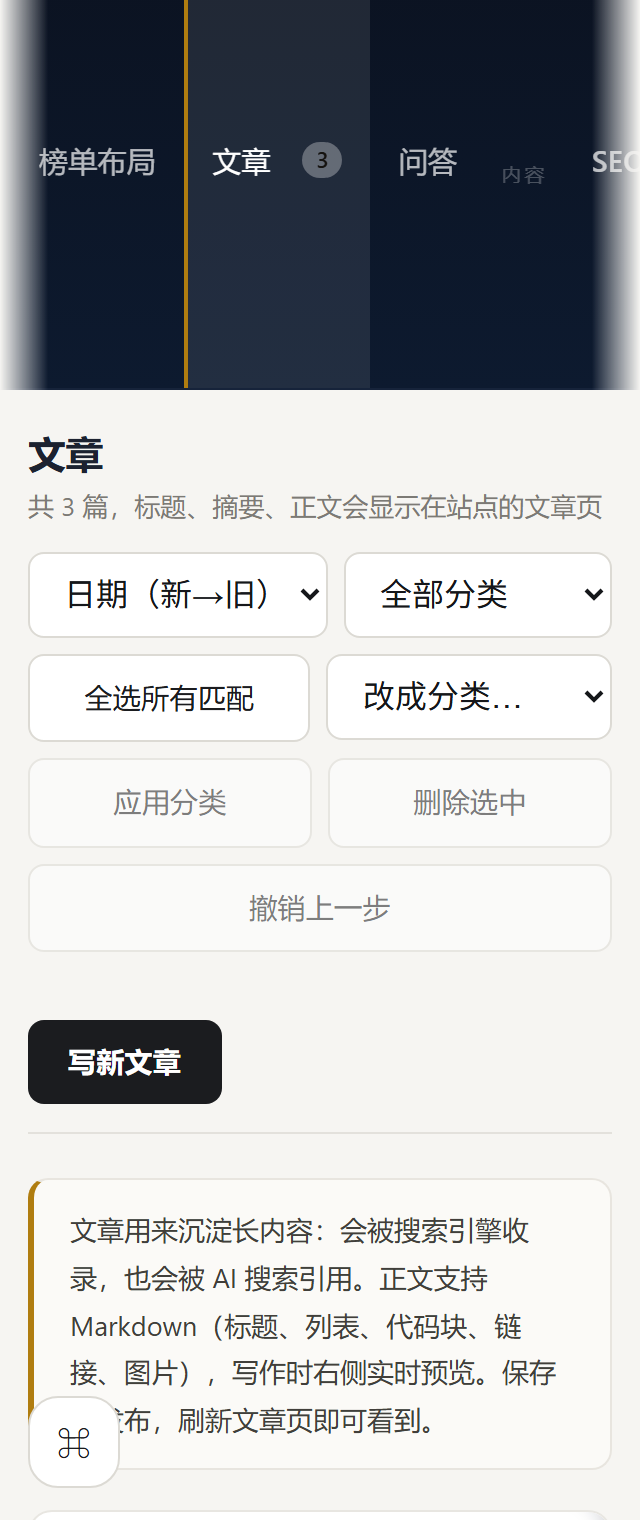 榜单布局
文章 3
问答
内容
SEO
文章
共 3 篇，标题、摘要、正文会显示在站点的文章页
日期（新→旧）
全部分类
全选所有匹配
改成分类…
应用分类
删除选中
撤销上一步
写新文章
文章用来沉淀长内容：会被搜索引擎收
录，也会被 AI 搜索引用。正文支持
Markdown（标题、列表、代码块、链
接、图片），写作时右侧实时预览。保存
布，刷新文章页即可看到。
⌘